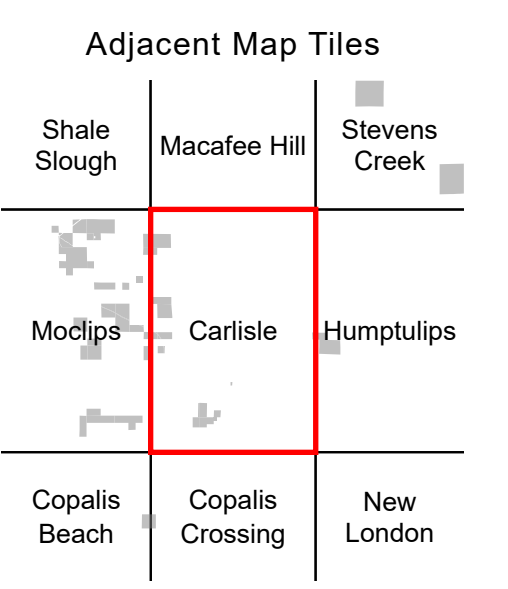 Adjacent Map Tiles
Shale
Slough
Macafee Hill
Stevens
Creek
Moclips
Carlisle
Humptulips
Copalis
Beach
Copalis
Crossing
New
London